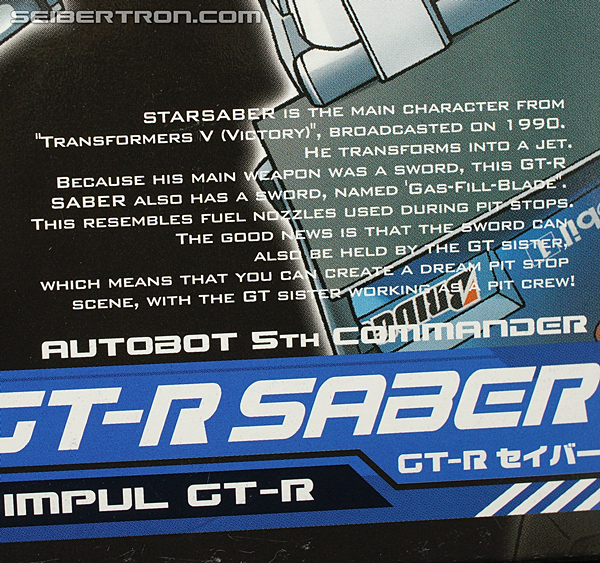 SEIBERTRON.COM
STARSABER IS THE MAIN CHARACTER FROM
"TRANSFORMERS V (VICTORY)", BROADCASTED ON 1990.
HE TRANSFORMS INTO A JET.
BECAUSE HIS MAIN WEAPON WAS A SWORD, THIS GT-R
SABER ALSO HAS A SWORD, NAMED 'GAS-FILL-BLADE".
THIS RESEMBLES FUEL NOZZLES USED DURING PIT STOPS.
THE GOOD NEWS IS THAT THE SWORD CAN
ALSO BE HELD BY THE GT SISTER,
WHICH MEANS THAT YOU CAN CREATE A DREAM PIT STOP
SCENE, WITH THE GT SISTER WORKING AS A PIT CREW!
AUTOBOT 5TH COMMANDER
GT-R SABER
GT-R セイバー
IMPUL GT-R